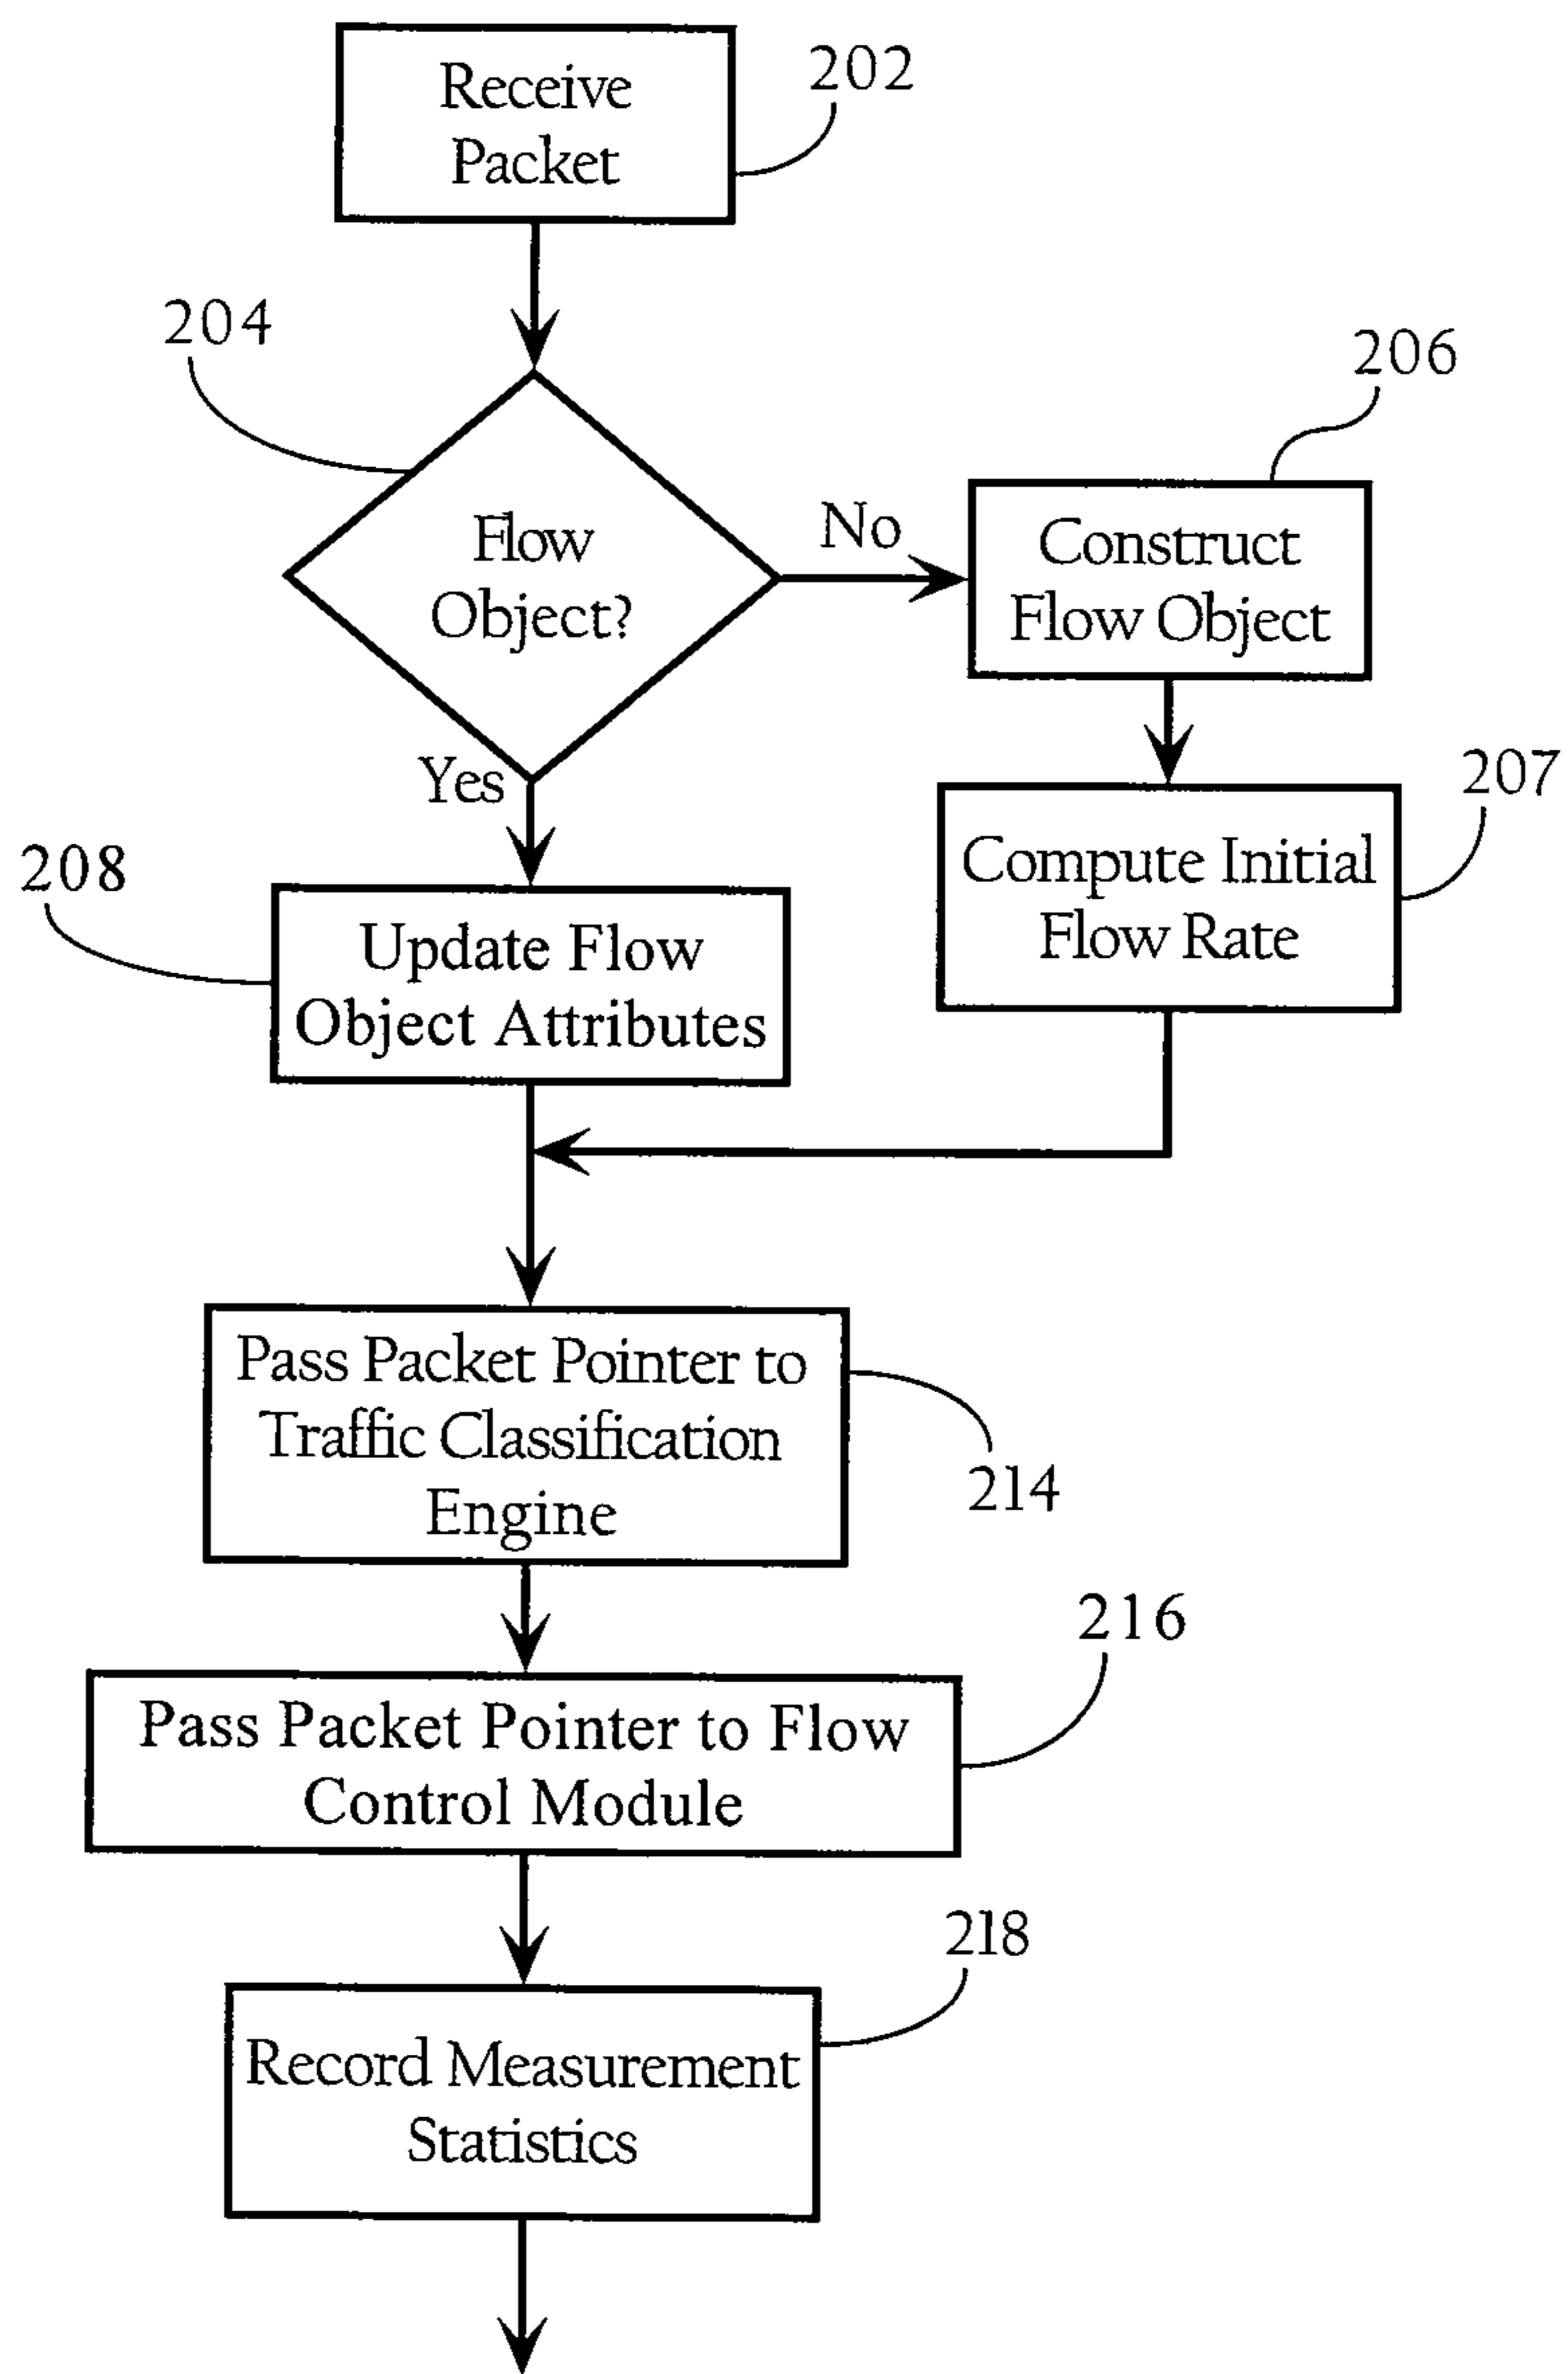 Receive
Packet
202
204
Flow
Object?
No
206
Construct
Flow Object
Yes
207
Compute Initial
Flow Rate
208
Update Flow
Object Attributes
Pass Packet Pointer to
Traffic Classification
Engine
214
216
Pass Packet Pointer to Flow
Control Module
218
Record Measurement
Statistics